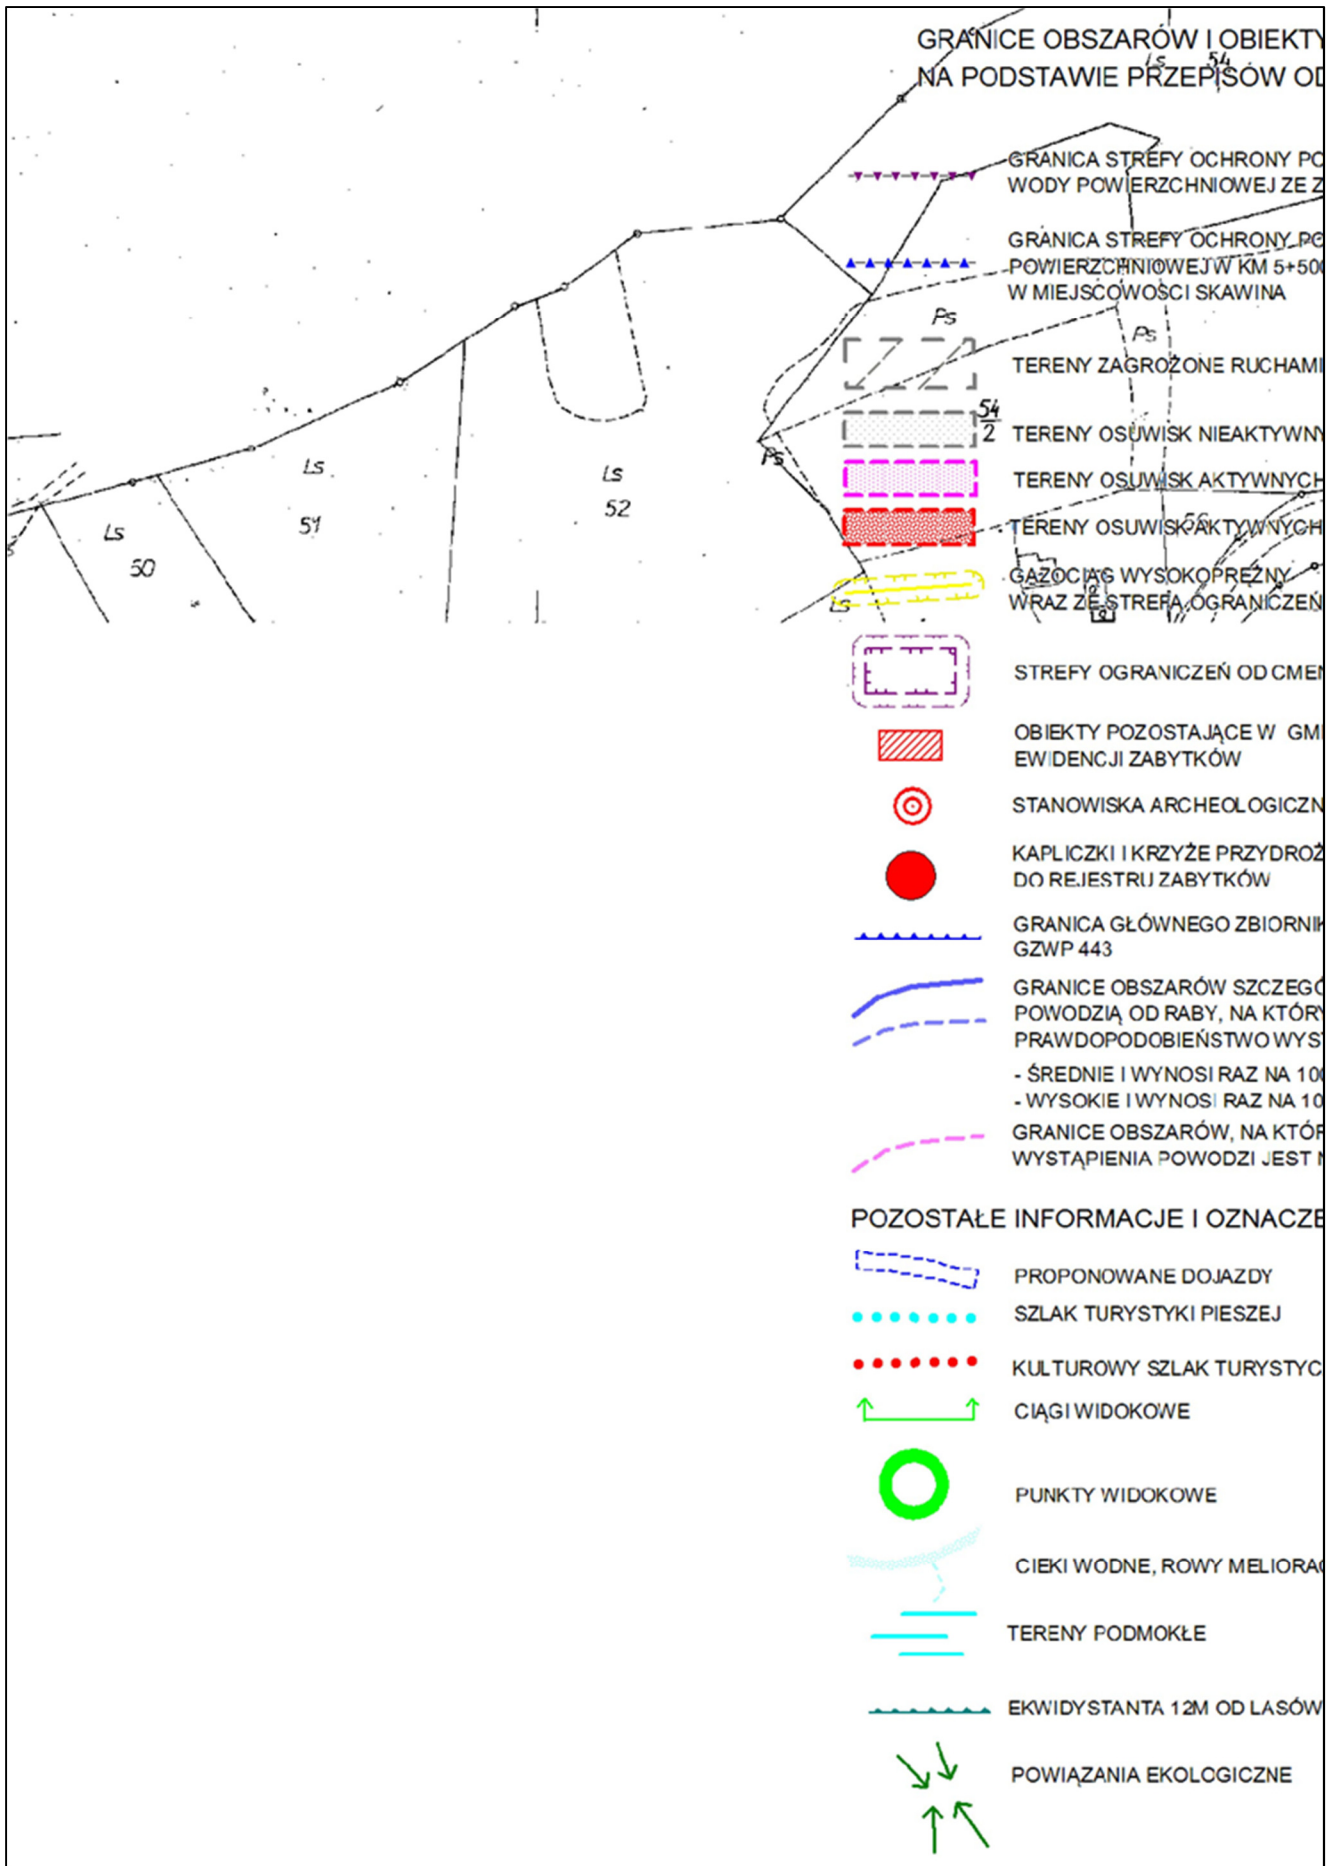 GRANICE OBSZARÓW I OBIEKTY
Ls 54
NA PODSTAWIE PRZEPISÓW OD
GRANICA STREFY OCHRONY PO
WODY POWIERZCHNIOWEJ ZE Z
GRANICA STREFY OCHRONY PO
POWIERZCHNIOWEJ W KM 5+500
W MIEJSCOWOŚCI SKAWINA
Ps
Ps
TERENY ZAGROŻONE RUCHAMI
54
2
TERENY OSUWISK NIEAKTYWNY
Ps
Ls
Ls
TERENY OSUWISK AKTYWNYCH
52
51
TERENY OSUWISK AKTYWNYCH
Ls
50
GAZOCIĄG WYSOKOPRĘŻNY
WRAZ ZE STREFĄ OGRANICZEŃ
Ls
STREFY OGRANICZEŃ OD CMEN
OBIEKTY POZOSTAJĄCE W GMI
EWIDENCJI ZABYTKÓW
STANOWISKA ARCHEOLOGICZN
KAPLICZKI I KRZYŻE PRZYDROŻ
DO REJESTRU ZABYTKÓW
GRANICA GŁÓWNEGO ZBIORNIK
GZWP 443
GRANICE OBSZARÓW SZCZEGÓ
POWODZIĄ OD RABY, NA KTÓRY
PRAWDOPODOBIEŃSTWO WYST
- ŚREDNIE I WYNOSI RAZ NA 100
- WYSOKIE I WYNOSI RAZ NA 10
GRANICE OBSZARÓW, NA KTÓR
WYSTĄPIENIA POWODZI JEST N
POZOSTAŁE INFORMACJE I OZNACZE
PROPONOWANE DOJAZDY
SZLAK TURYSTYKI PIESZEJ
KULTUROWY SZLAK TURYSTYC
CIĄGI WIDOKOWE
PUNKTY WIDOKOWE
CIEKI WODNE, ROWY MELIORAC
TERENY PODMOKŁE
EKWIDYSTANTA 12M OD LASÓW
POWIĄZANIA EKOLOGICZNE